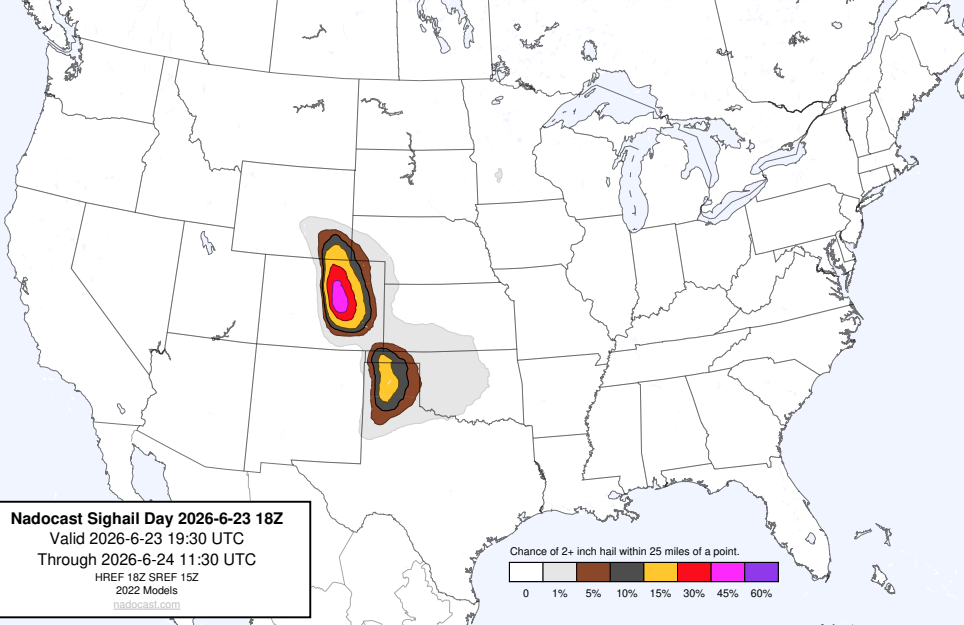 Nadocast Sighail Day 2026-6-23 18Z
Valid 2026-6-23 19:30 UTC
Through 2026-6-24 11:30 UTC
HREF 18Z SREF 15Z
2022 Models
nadocast.com
Chance of 2+ inch hail within 25 miles of a point.
0 1% 5% 10% 15% 30% 45% 60%